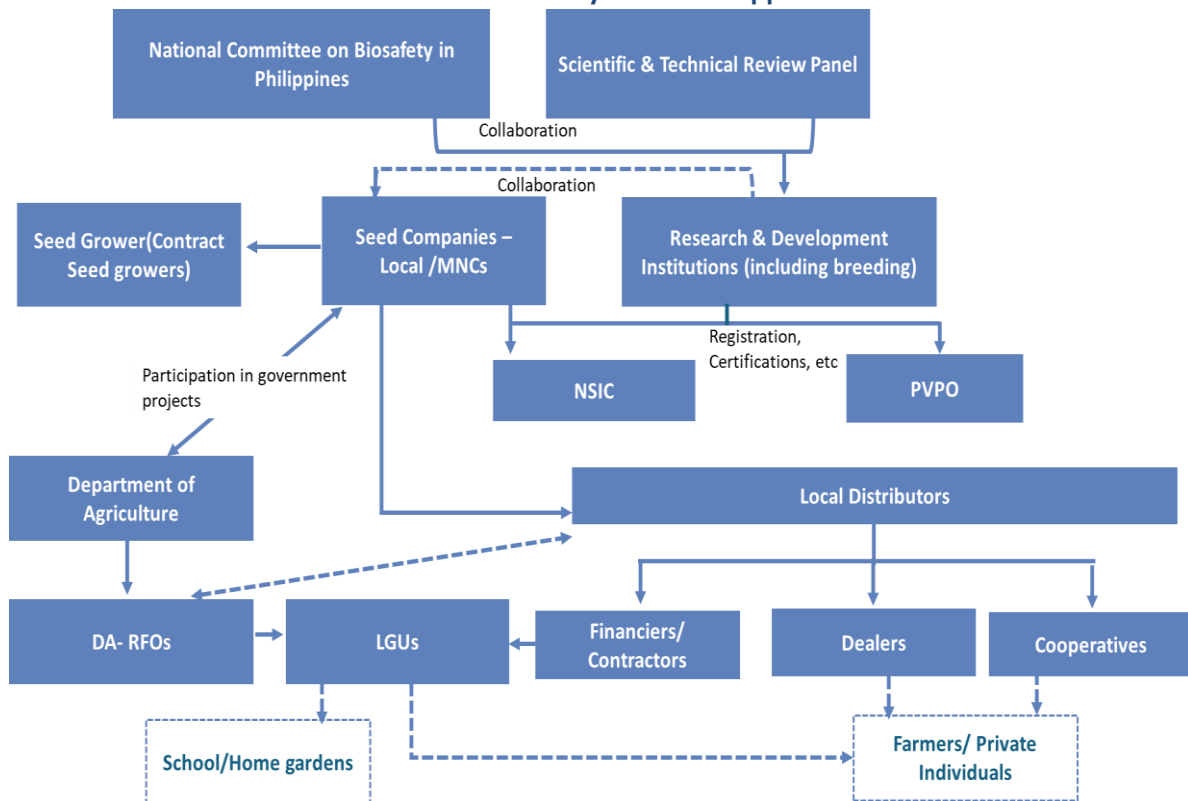 National Committee on Biosafety in
Philippines
Scientific & Technical Review Panel
Collaboration
Collaboration
Seed Grower(Contract
Seed growers)
Seed Companies –
Local /MNCs
Research & Development
Institutions (including breeding)
Registration,
Certifications, etc
NSIC
PVPO
Participation in government
projects
Department of
Agriculture
Local Distributors
DA- RFOs
LGUs
Financiers/
Contractors
Dealers
Cooperatives
School/Home gardens
Farmers/ Private
Individuals